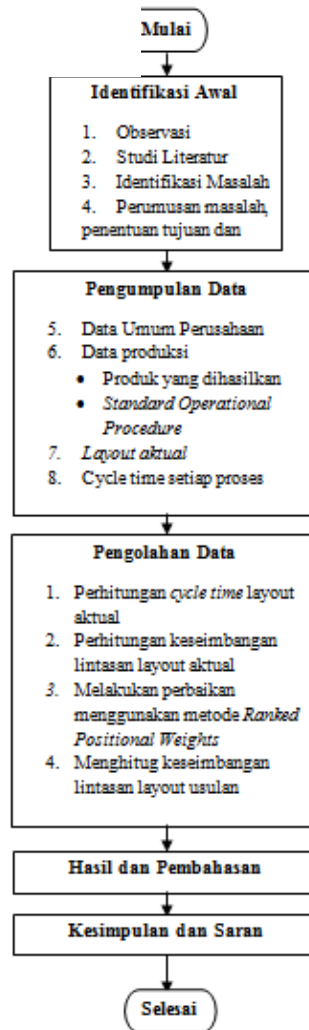 Mulai
Identifikasi Awal
1. Observasi
2. Studi Literatur
3. Identifikasi Masalah
4. Perumusan masalah,
penentuan tujuan dan
Pengumpulan Data
5. Data Umum Perusahaan
6. Data produksi
• Produk yang dihasilkan
• Standard Operational
Procedure
7. Layout aktual
8. Cycle time setiap proses
Pengolahan Data
1. Perhitungan cycle time layout
aktual
2. Perhitungan keseimbangan
lintasan layout aktual
3. Melakukan perbaikan
menggunakan metode Ranked
Positional Weights
4. Menghitug keseimbangan
lintasan layout usulan
Hasil dan Pembahasan
Kesimpulan dan Saran
Selesai